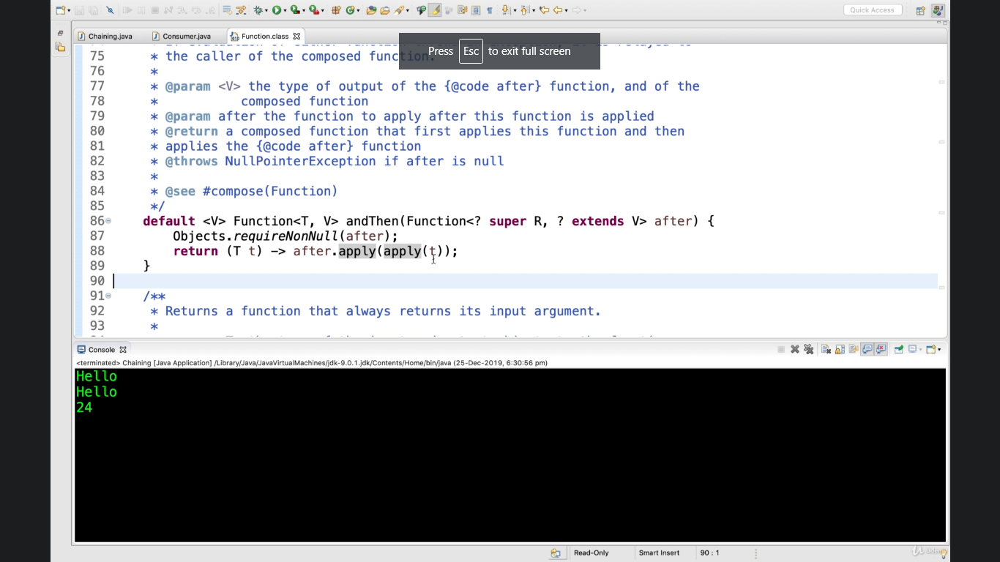 Quick Access
Chaining.java
Consumer.java
Function.class
Press Esc to exit full screen
75 * the caller of the composed function.
76 *
77 * @param <V> the type of output of the {@code after} function, and of the
78 * composed function
79 * @param after the function to apply after this function is applied
80 * @return a composed function that first applies this function and then
81 * applies the {@code after} function
82 * @throws NullPointerException if after is null
83 *
84 * @see #compose(Function)
85 */
86 default <V> Function<T, V> andThen(Function<? super R, ? extends V> after) {
87 Objects.requireNonNull(after);
88 return (T t) -> after.apply(apply(t));
89 }
90
91 /**
92 * Returns a function that always returns its input argument.
93 *
Console
<terminated> Chaining [Java Application] /Library/Java/JavaVirtualMachines/jdk-9.0.1.jdk/Contents/Home/bin/java (25-Dec-2019, 6:30:56 pm)
Hello
Hello
24
Read-Only
Smart Insert
90 : 1